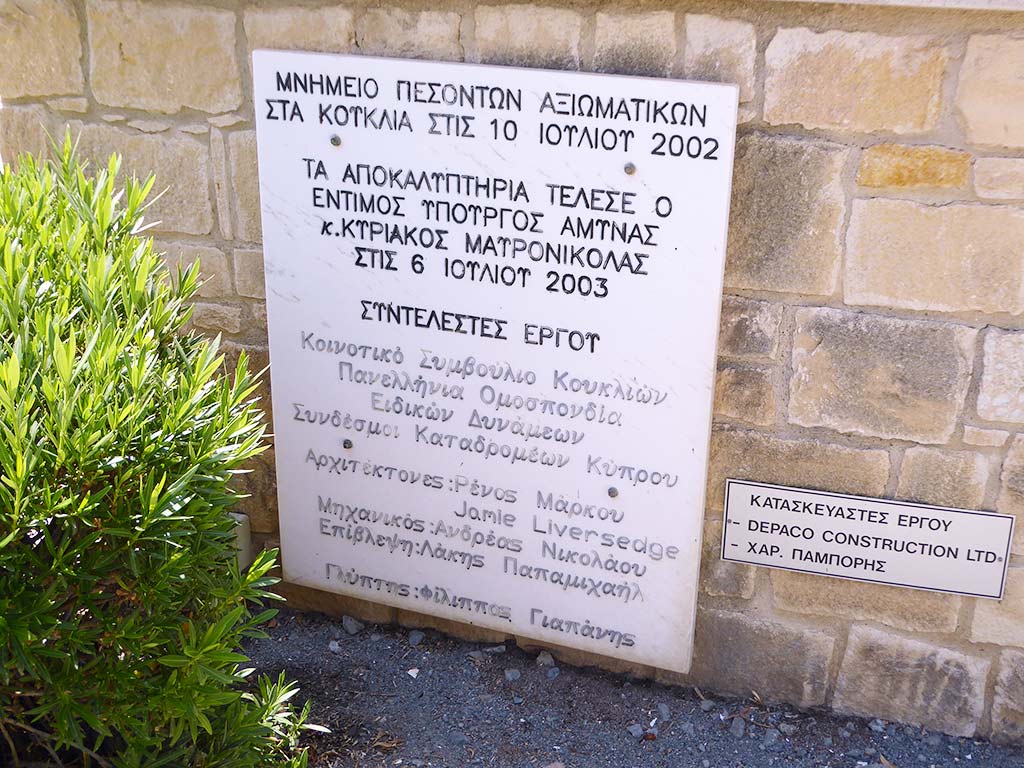 ΜΝΗΜΕΙΟ ΠΕΣΟΝΤΩΝ ΑΞΙΩΜΑΤΙΚΩΝ
ΣΤΑ ΚΟΥΚΛΙΑ ΣΤΙΣ 10 ΙΟΥΛΙΟΥ 2002
ΤΑ ΑΠΟΚΑΛΥΠΤΗΡΙΑ ΤΕΛΕΣΕ Ο
ΕΝΤΙΜΟΣ ΥΠΟΥΡΓΟΣ ΑΜΥΝΑΣ
κ.ΚΥΡΙΑΚΟΣ ΜΑΥΡΟΝΙΚΟΛΑΣ
ΣΤΙΣ 6 ΙΟΥΛΙΟΥ 2003
ΣΥΝΤΕΛΕΣΤΕΣ ΕΡΓΟΥ
Κοινοτικό Συμβούλιο Κουκλιών
Πανελλήνια Ομοσπονδία
Ειδικών Δυνάμεων
Συνδέσμοι Καταδρομέων Κύπρου
Αρχιτέκτονες:Ρένος Μάρκου
Jamie Liversedge
Μηχανικός:Ανδρέας Νικολάου
Επίβλεψη:Λάκης Παπαμιχαήλ
Γλύπτης:Φίλιππος Γιαπάνης
ΚΑΤΑΣΚΕΥΑΣΤΕΣ ΕΡΓΟΥ
- DEPACO CONSTRUCTION LTD
- ΧΑΡ. ΠΑΜΠΟΡΗΣ